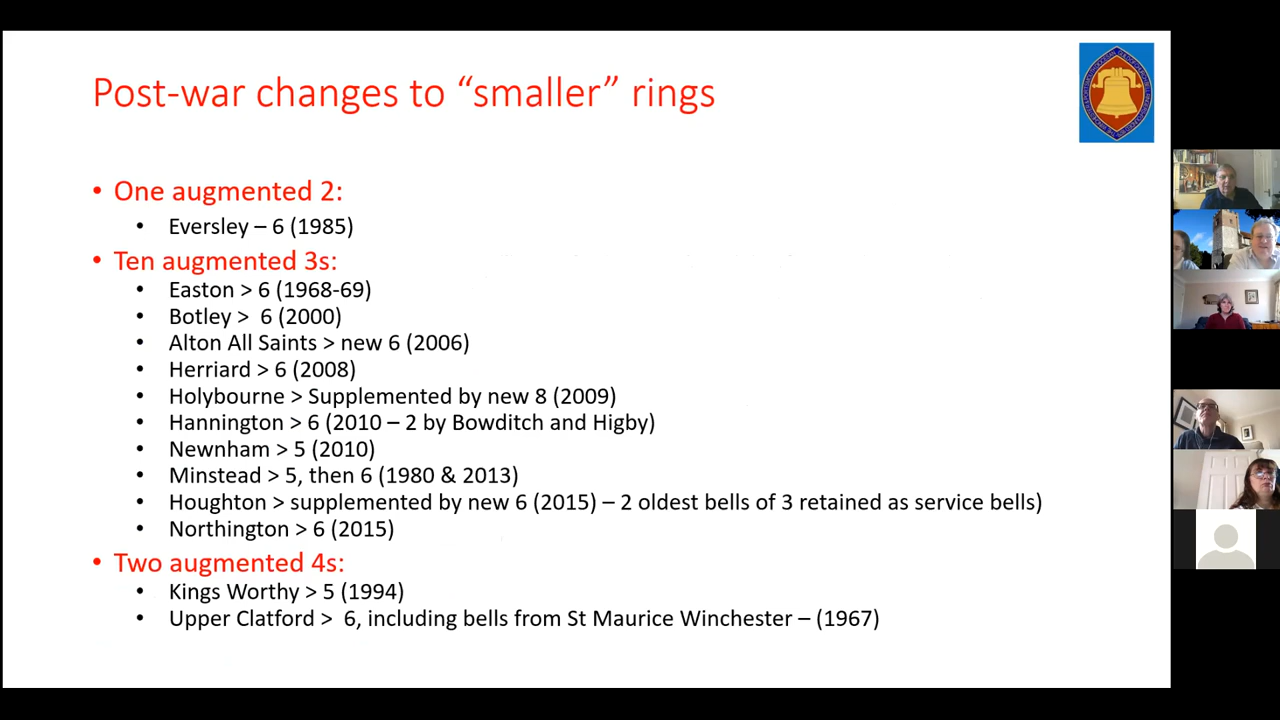 Post-war changes to “smaller” rings
• One augmented 2:
• Eversley – 6 (1985)
• Ten augmented 3s:
• Easton > 6 (1968-69)
• Botley >  6 (2000)
• Alton All Saints > new 6 (2006)
• Herriard > 6 (2008)
• Holybourne > Supplemented by new 8 (2009)
• Hannington > 6 (2010 – 2 by Bowditch and Higby)
• Newnham > 5 (2010)
• Minstead > 5, then 6 (1980 & 2013)
• Houghton > supplemented by new 6 (2015) – 2 oldest bells of 3 retained as service bells)
• Northington > 6 (2015)
• Two augmented 4s:
• Kings Worthy > 5 (1994)
• Upper Clatford >  6, including bells from St Maurice Winchester – (1967)